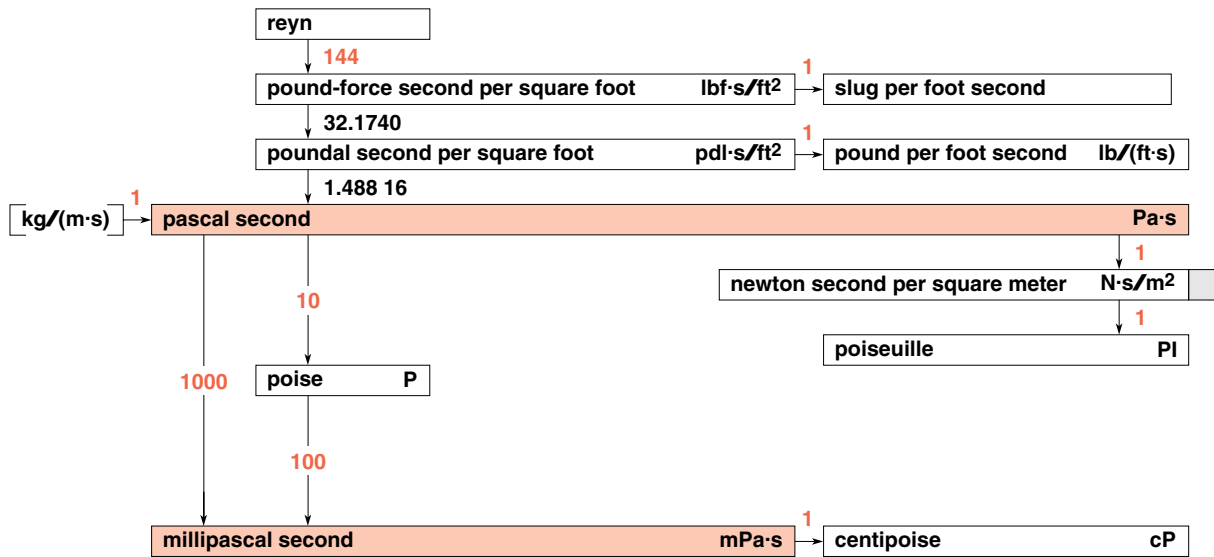 reyn
144
pound-force second per square foot lbf·s/ft² 1 slug per foot second
32.1740
poundal second per square foot pdl·s/ft² 1 pound per foot second lb/(ft·s)
1.488 16
[kg/(m·s)] 1 pascal second Pa·s
1
newton second per square meter N·s/m²
10
1
poiseuille Pl
1000
poise P
100
millipascal second mPa·s 1 centipoise cP